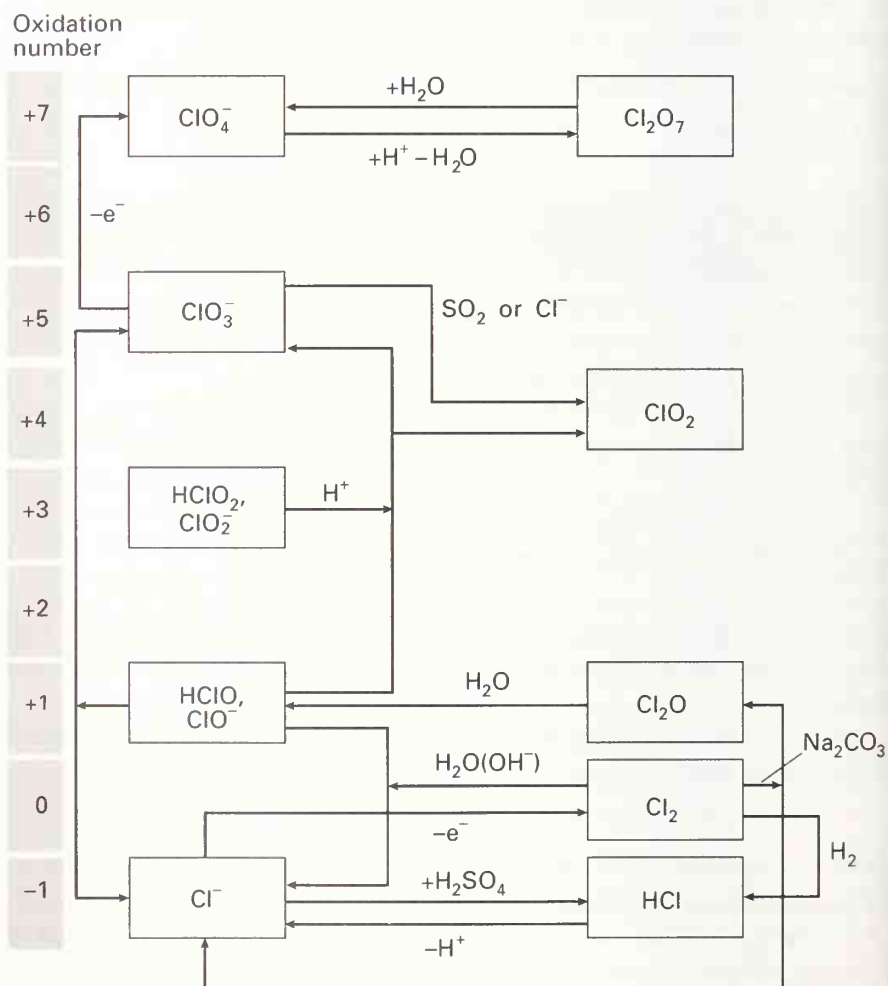 Oxidation
number
+7
ClO₄⁻
+H₂O
Cl₂O₇
+H⁺ – H₂O
+6
–e⁻
+5
ClO₃⁻
SO₂ or Cl⁻
+4
ClO₂
+3
HClO₂,
ClO₂⁻
H⁺
+2
+1
HClO,
ClO⁻
H₂O
Cl₂O
Na₂CO₃
H₂O(OH⁻)
0
Cl₂
–e⁻
H₂
–1
Cl⁻
+H₂SO₄
HCl
–H⁺